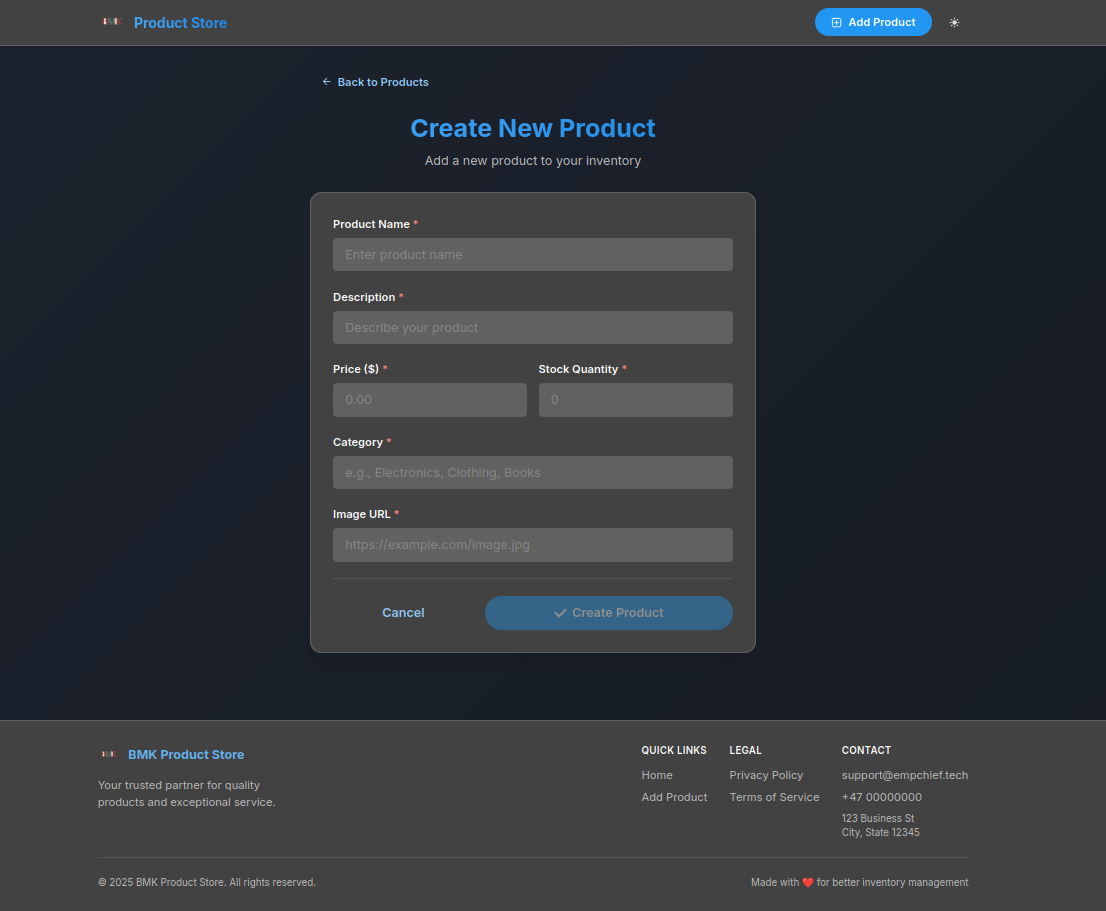 BMK Product Store
Add Product
Back to Products
Create New Product
Add a new product to your inventory
Product Name *
Enter product name
Description *
Describe your product
Price ($) * Stock Quantity *
0.00 0
Category *
e.g., Electronics, Clothing, Books
Image URL *
https://example.com/image.jpg
Cancel Create Product
BMK BMK Product Store
Your trusted partner for quality
products and exceptional service.
QUICK LINKS
Home
Add Product
LEGAL
Privacy Policy
Terms of Service
CONTACT
support@empchief.tech
+47 00000000
123 Business St
City, State 12345
© 2025 BMK Product Store. All rights reserved.
Made with ❤️ for better inventory management